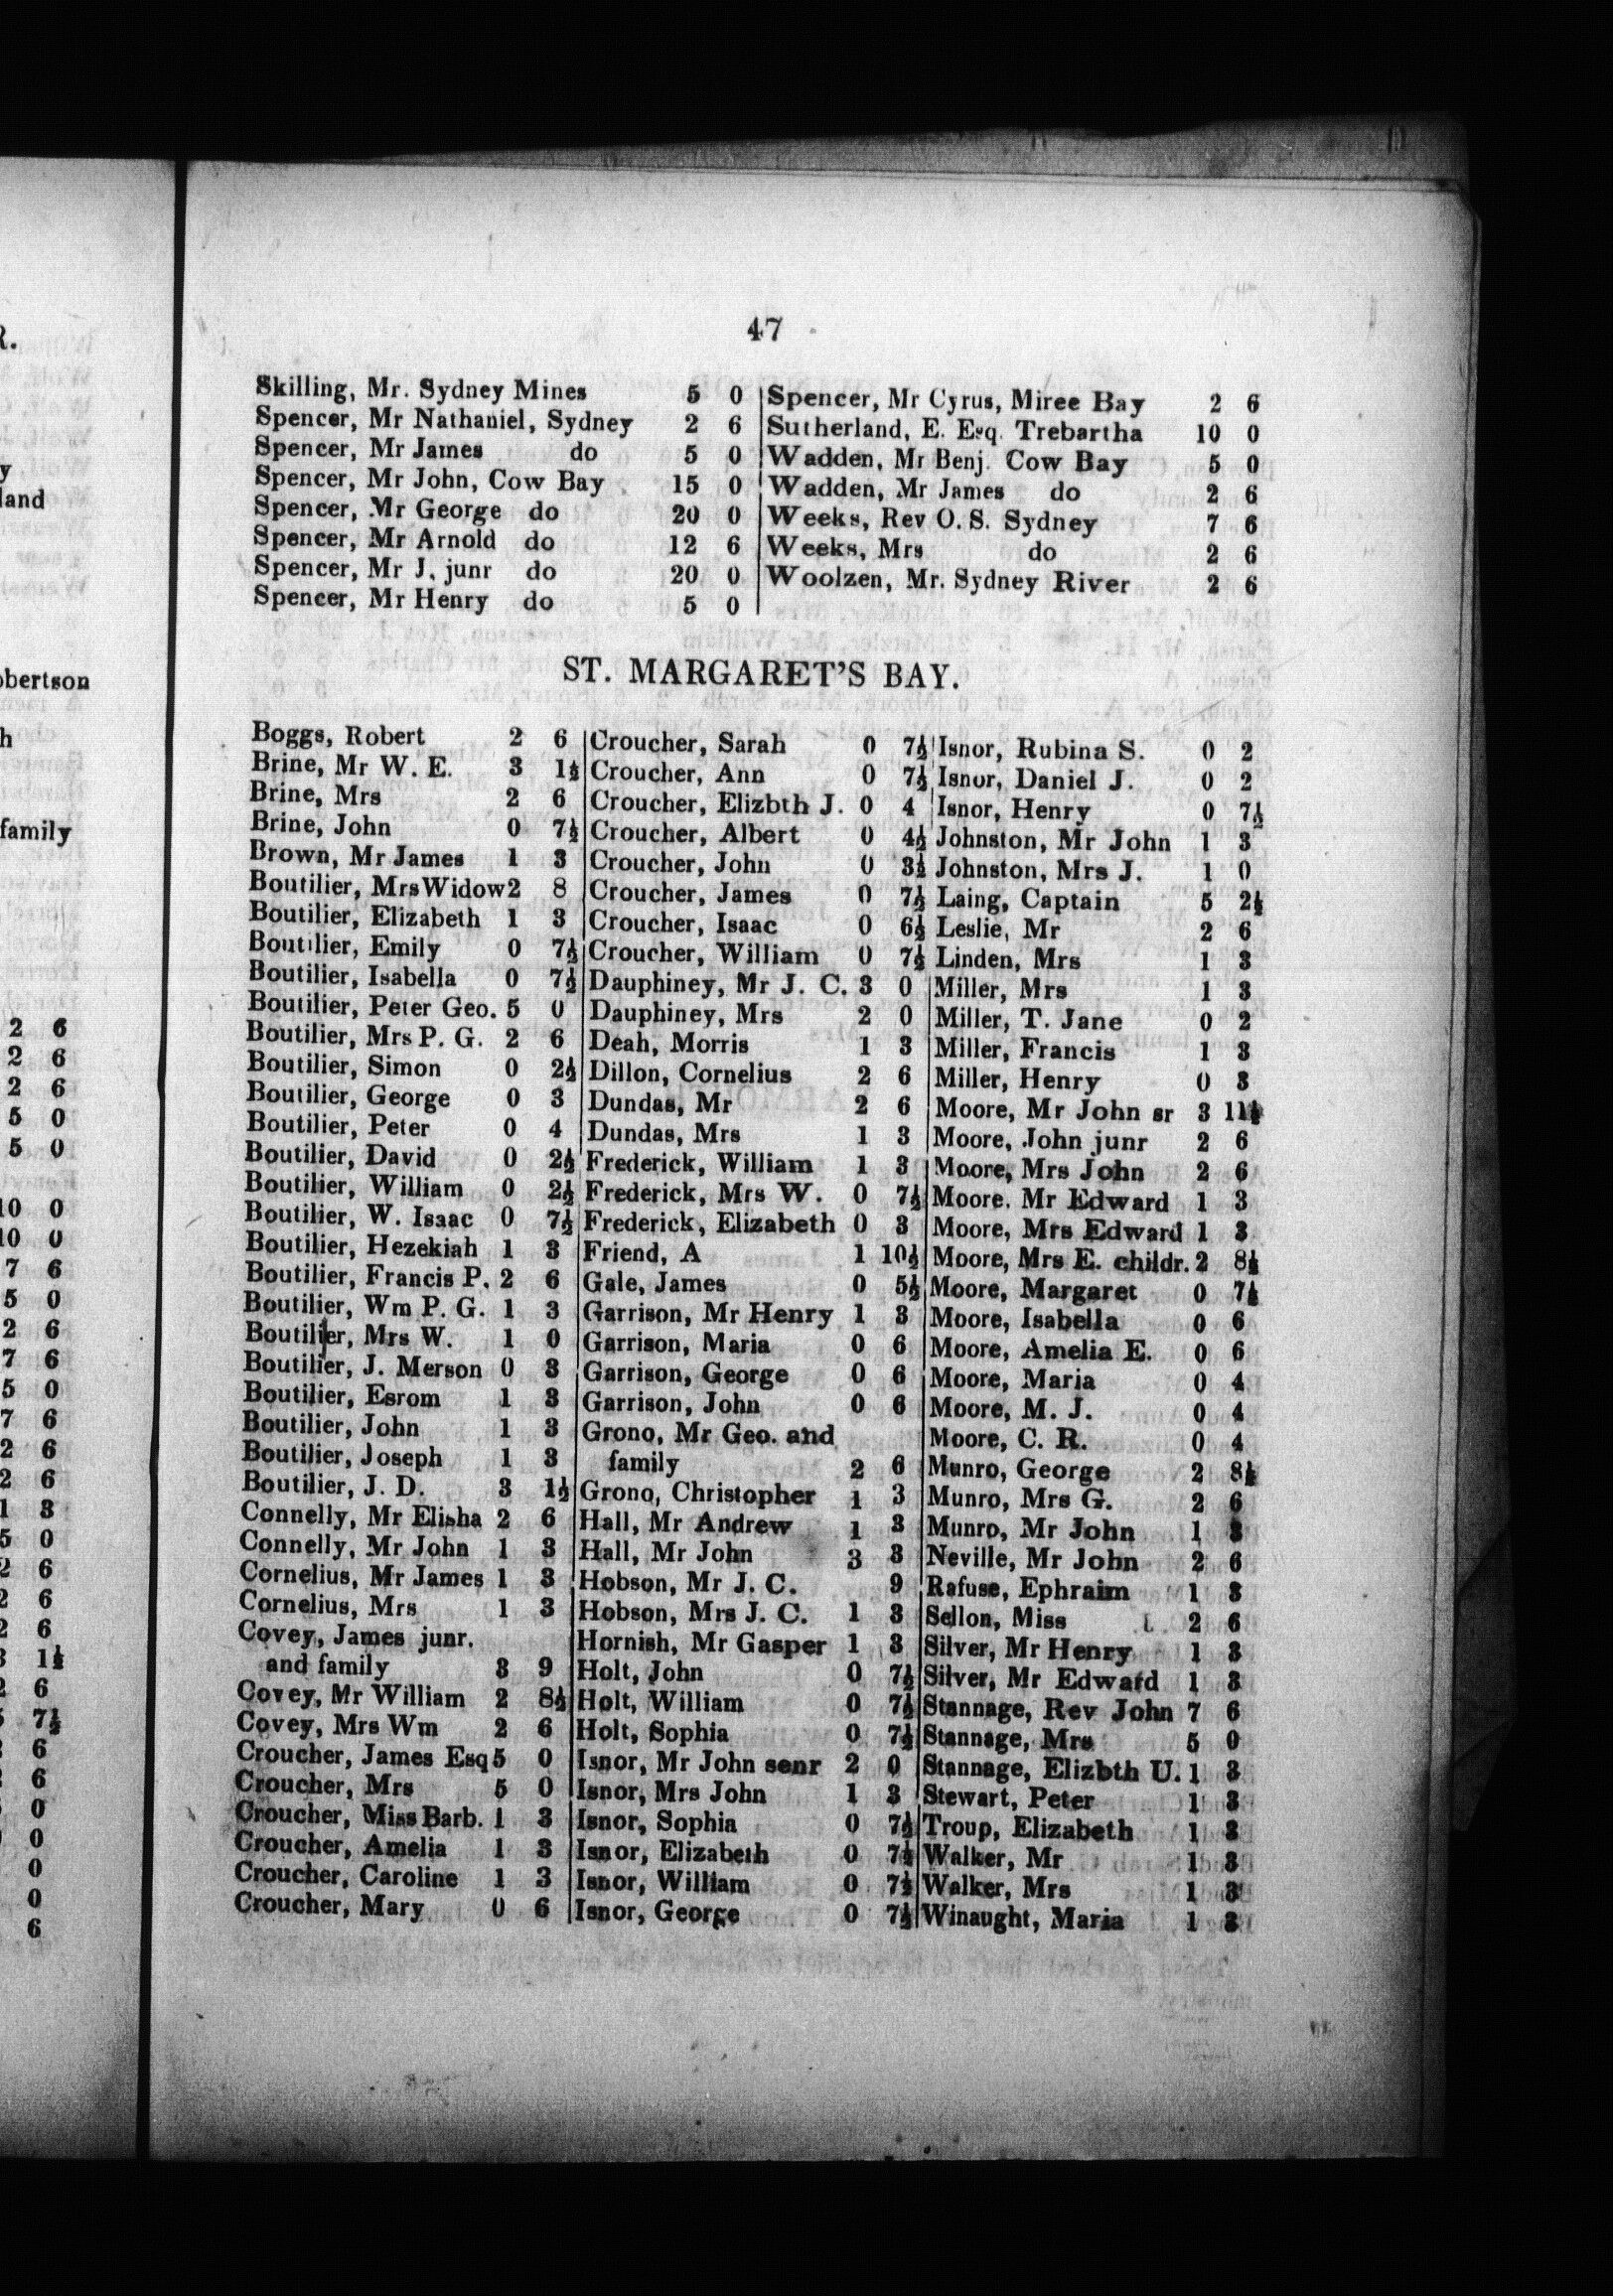 47
Skilling, Mr. Sydney Mines 5 0
Spencer, Mr Nathaniel, Sydney 2 6
Spencer, Mr James do 5 0
Spencer, Mr John, Cow Bay 15 0
Spencer, Mr George do 20 0
Spencer, Mr Arnold do 12 6
Spencer, Mr J. junr do 20 0
Spencer, Mr Henry do 5 0
Spencer, Mr Cyrus, Miree Bay 2 6
Sutherland, E. Esq. Trebartha 10 0
Wadden, Mr Benj. Cow Bay 5 0
Wadden, Mr James do 2 6
Weeks, Rev O. S. Sydney 7 6
Weeks, Mrs do 2 6
Woolzen, Mr. Sydney River 2 6
ST. MARGARET'S BAY.
Boggs, Robert 2 6
Brine, Mr W. E. 3 1½
Brine, Mrs 2 6
Brine, John 0 7½
Brown, Mr James 1 3
Boutilier, Mrs Widow 2 8
Boutilier, Elizabeth 1 3
Boutilier, Emily 0 7½
Boutilier, Isabella 0 7½
Boutilier, Peter Geo. 5 0
Boutilier, Mrs P. G. 2 6
Boutilier, Simon 0 2½
Boutilier, George 0 3
Boutilier, Peter 0 4
Boutilier, David 0 2½
Boutilier, William 0 2½
Boutilier, W. Isaac 0 7½
Boutilier, Hezekiah 1 3
Boutilier, Francis P. 2 6
Boutilier, Wm P. G. 1 3
Boutilier, Mrs W. 1 0
Boutilier, J. Merson 0 3
Boutilier, Esrom 1 3
Boutilier, John 1 3
Boutilier, Joseph 1 3
Boutilier, J. D. 3 1½
Connelly, Mr Elisha 2 6
Connelly, Mr John 1 3
Cornelius, Mr James 1 3
Cornelius, Mrs 1 3
Covey, James junr.
and family 3 9
Covey, Mr William 2 8½
Covey, Mrs Wm 2 6
Croucher, James Esq 5 0
Croucher, Mrs 5 0
Croucher, Miss Barb. 1 3
Croucher, Amelia 1 3
Croucher, Caroline 1 3
Croucher, Mary 0 6
Croucher, Sarah 0 7½
Croucher, Ann 0 7½
Croucher, Elizbth J. 0 4
Croucher, Albert 0 4½
Croucher, John 0 3½
Croucher, James 0 7½
Croucher, Isaac 0 6½
Croucher, William 0 7½
Dauphiney, Mr J. C. 3 0
Dauphiney, Mrs 2 0
Deah, Morris 1 3
Dillon, Cornelius 2 6
Dundas, Mr 2 6
Dundas, Mrs 1 3
Frederick, William 1 3
Frederick, Mrs W. 0 7½
Frederick, Elizabeth 0 3
Friend, A 1 10½
Gale, James 0 5½
Garrison, Mr Henry 1 3
Garrison, Maria 0 6
Garrison, George 0 6
Garrison, John 0 6
Grono, Mr Geo. and
family 2 6
Grono, Christopher 1 3
Hall, Mr Andrew 1 3
Hall, Mr John 3 3
Hobson, Mr J. C. 9
Hobson, Mrs J. C. 1 3
Hornish, Mr Gasper 1 3
Holt, John 0 7½
Holt, William 0 7½
Holt, Sophia 0 7½
Isnor, Mr John senr 2 0
Isnor, Mrs John 1 3
Isnor, Sophia 0 7½
Isnor, Elizabeth 0 7½
Isnor, William 0 7½
Isnor, George 0 7½
Isnor, Rubina S. 0 2
Isnor, Daniel J. 0 2
Isnor, Henry 0 7½
Johnston, Mr John 1 3
Johnston, Mrs J. 1 0
Laing, Captain 5 2½
Leslie, Mr 2 6
Linden, Mrs 1 3
Miller, Mrs 1 3
Miller, T. Jane 0 2
Miller, Francis 1 3
Miller, Henry 0 3
Moore, Mr John sr 3 11½
Moore, John junr 2 6
Moore, Mrs John 2 6
Moore, Mr Edward 1 3
Moore, Mrs Edward 1 3
Moore, Mrs E. childr. 2 8½
Moore, Margaret 0 7½
Moore, Isabella 0 6
Moore, Amelia E. 0 6
Moore, Maria 0 4
Moore, M. J. 0 4
Moore, C. R. 0 4
Munro, George 2 8½
Munro, Mrs G. 2 6
Munro, Mr John 1 3
Neville, Mr John 2 6
Rafuse, Ephraim 1 3
Sellon, Miss 2 6
Silver, Mr Henry 1 3
Silver, Mr Edward 1 3
Stannage, Rev John 7 6
Stannage, Mrs 5 0
Stannage, Elizbth U. 1 3
Stewart, Peter 1 3
Troup, Elizabeth 1 3
Walker, Mr 1 3
Walker, Mrs 1 3
Winaught, Maria 1 3